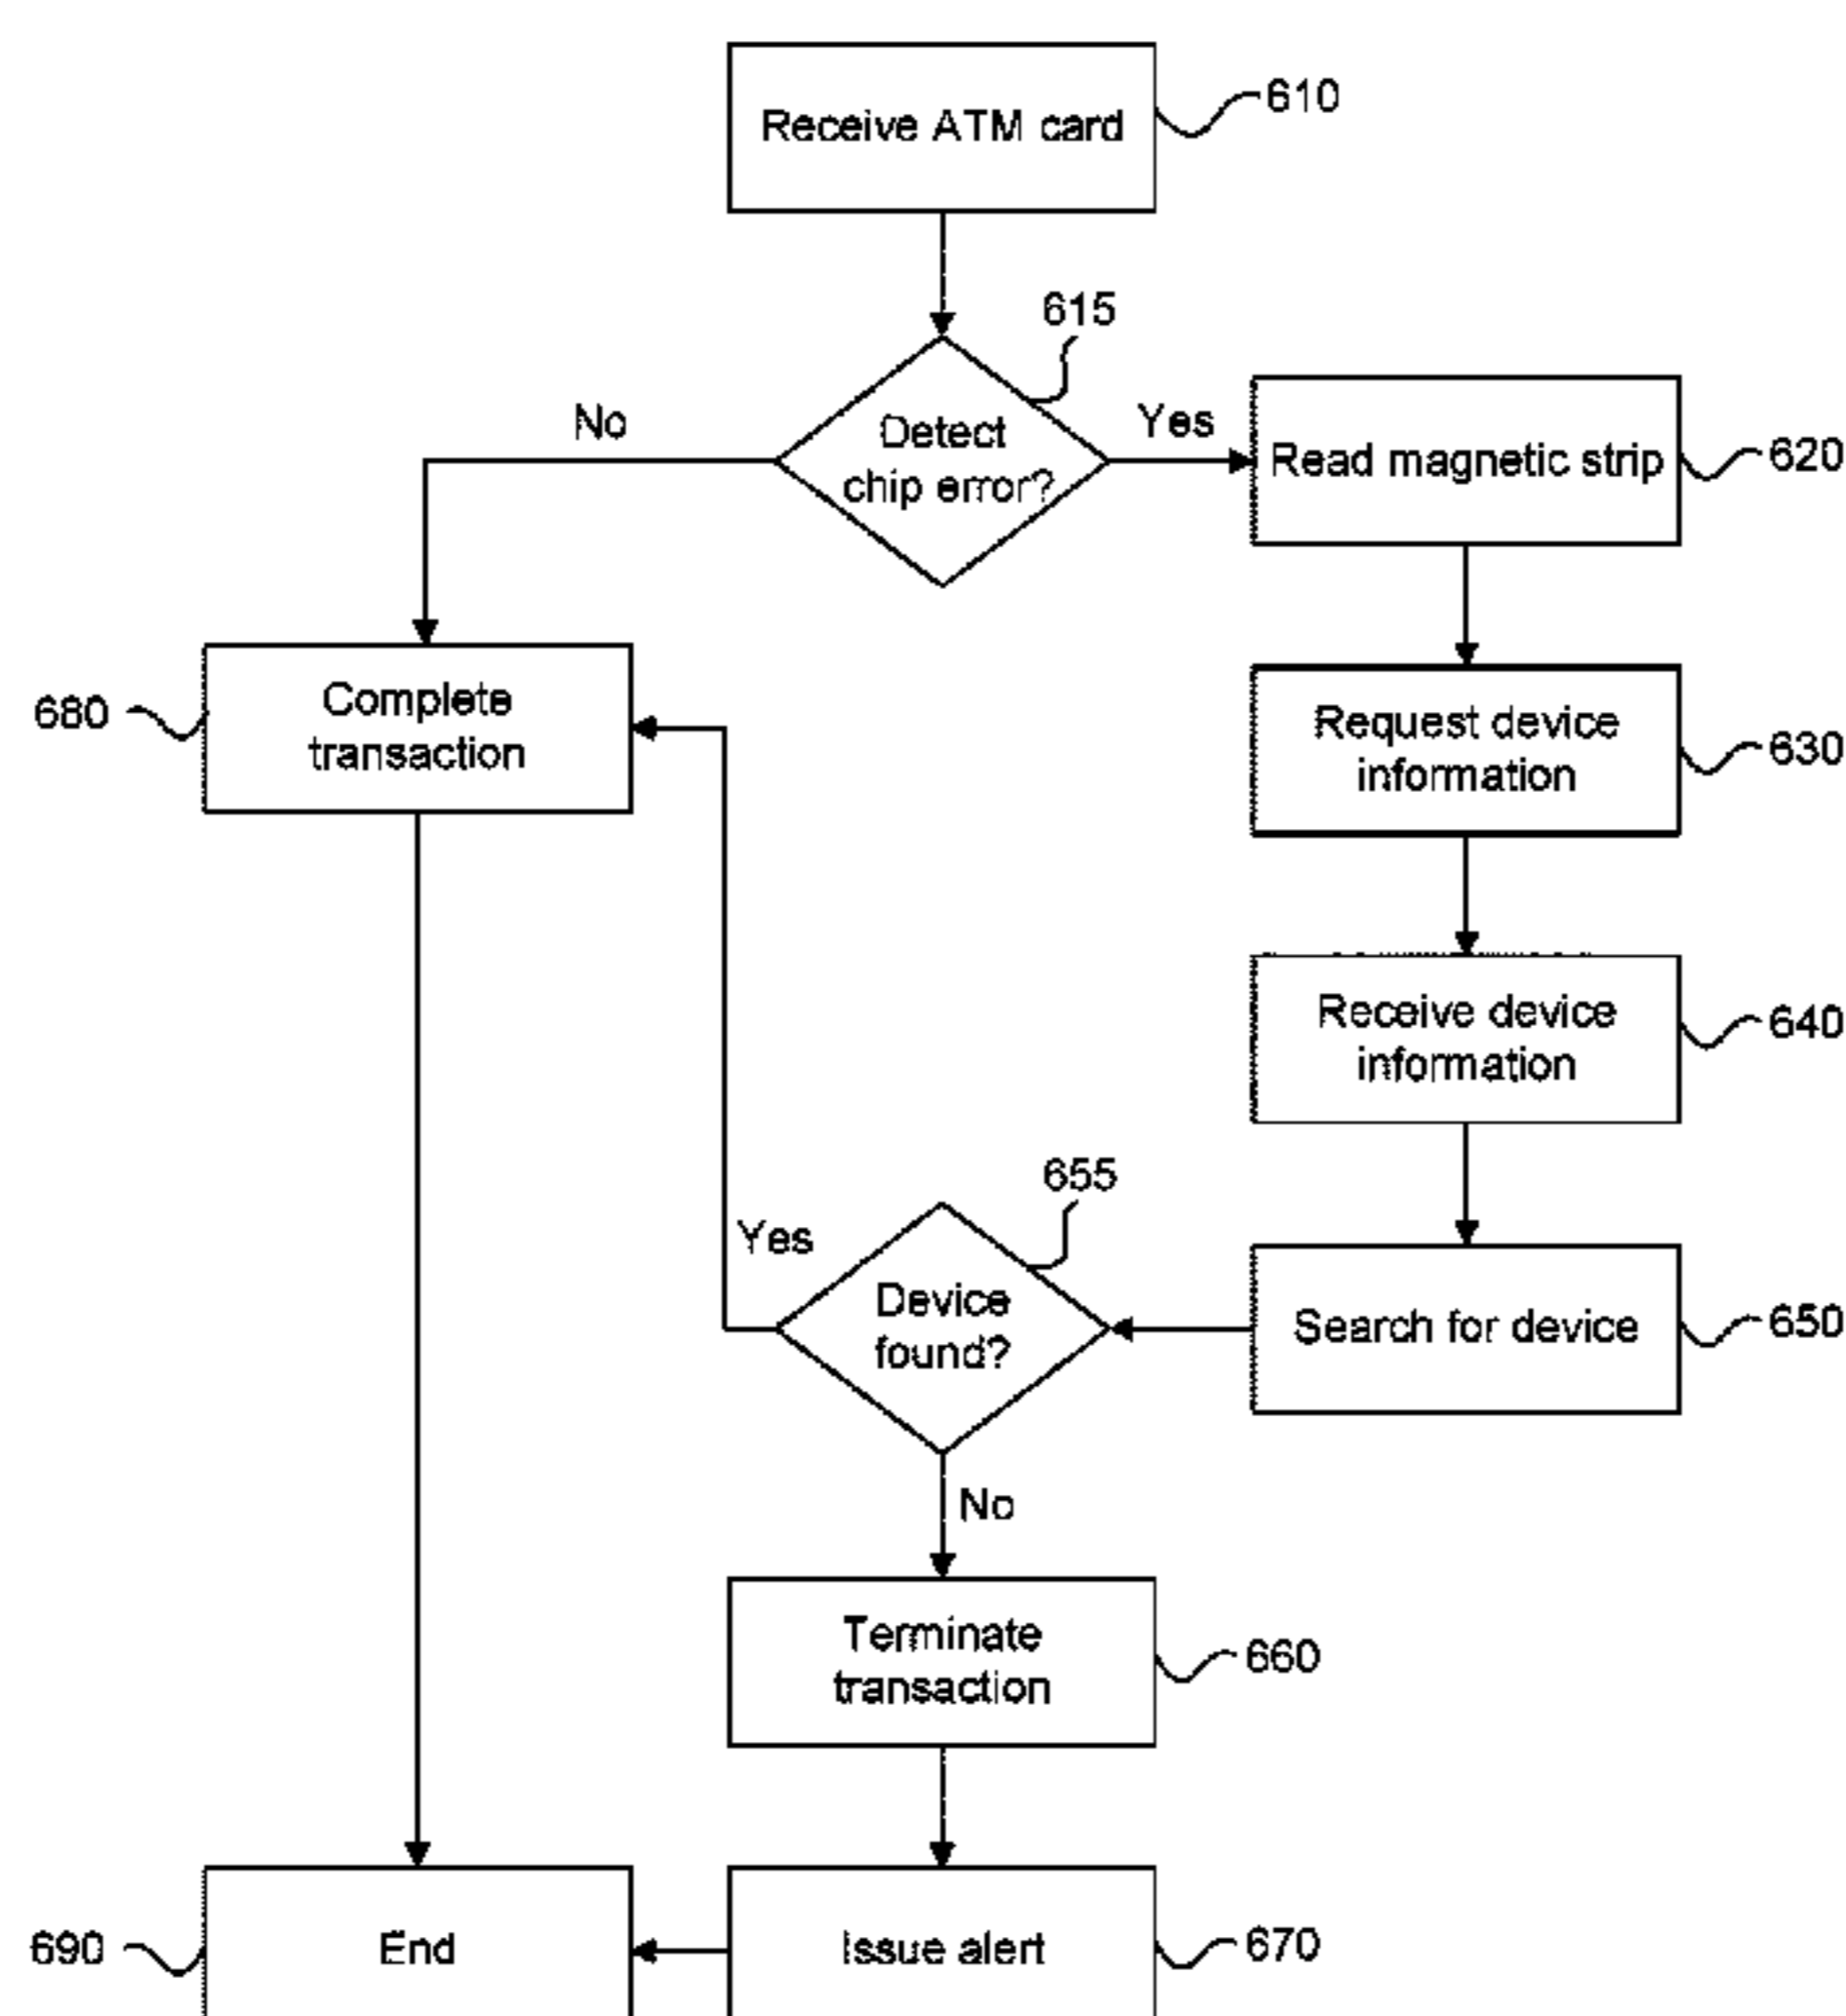 Receive ATM card
610
615
Detect
chip error?
No
Yes
Read magnetic strip
620
Complete
transaction
680
Request device
information
630
Receive device
information
640
655
Yes
Device
found?
Search for device
650
No
Terminate
transaction
660
690
End
Issue alert
670